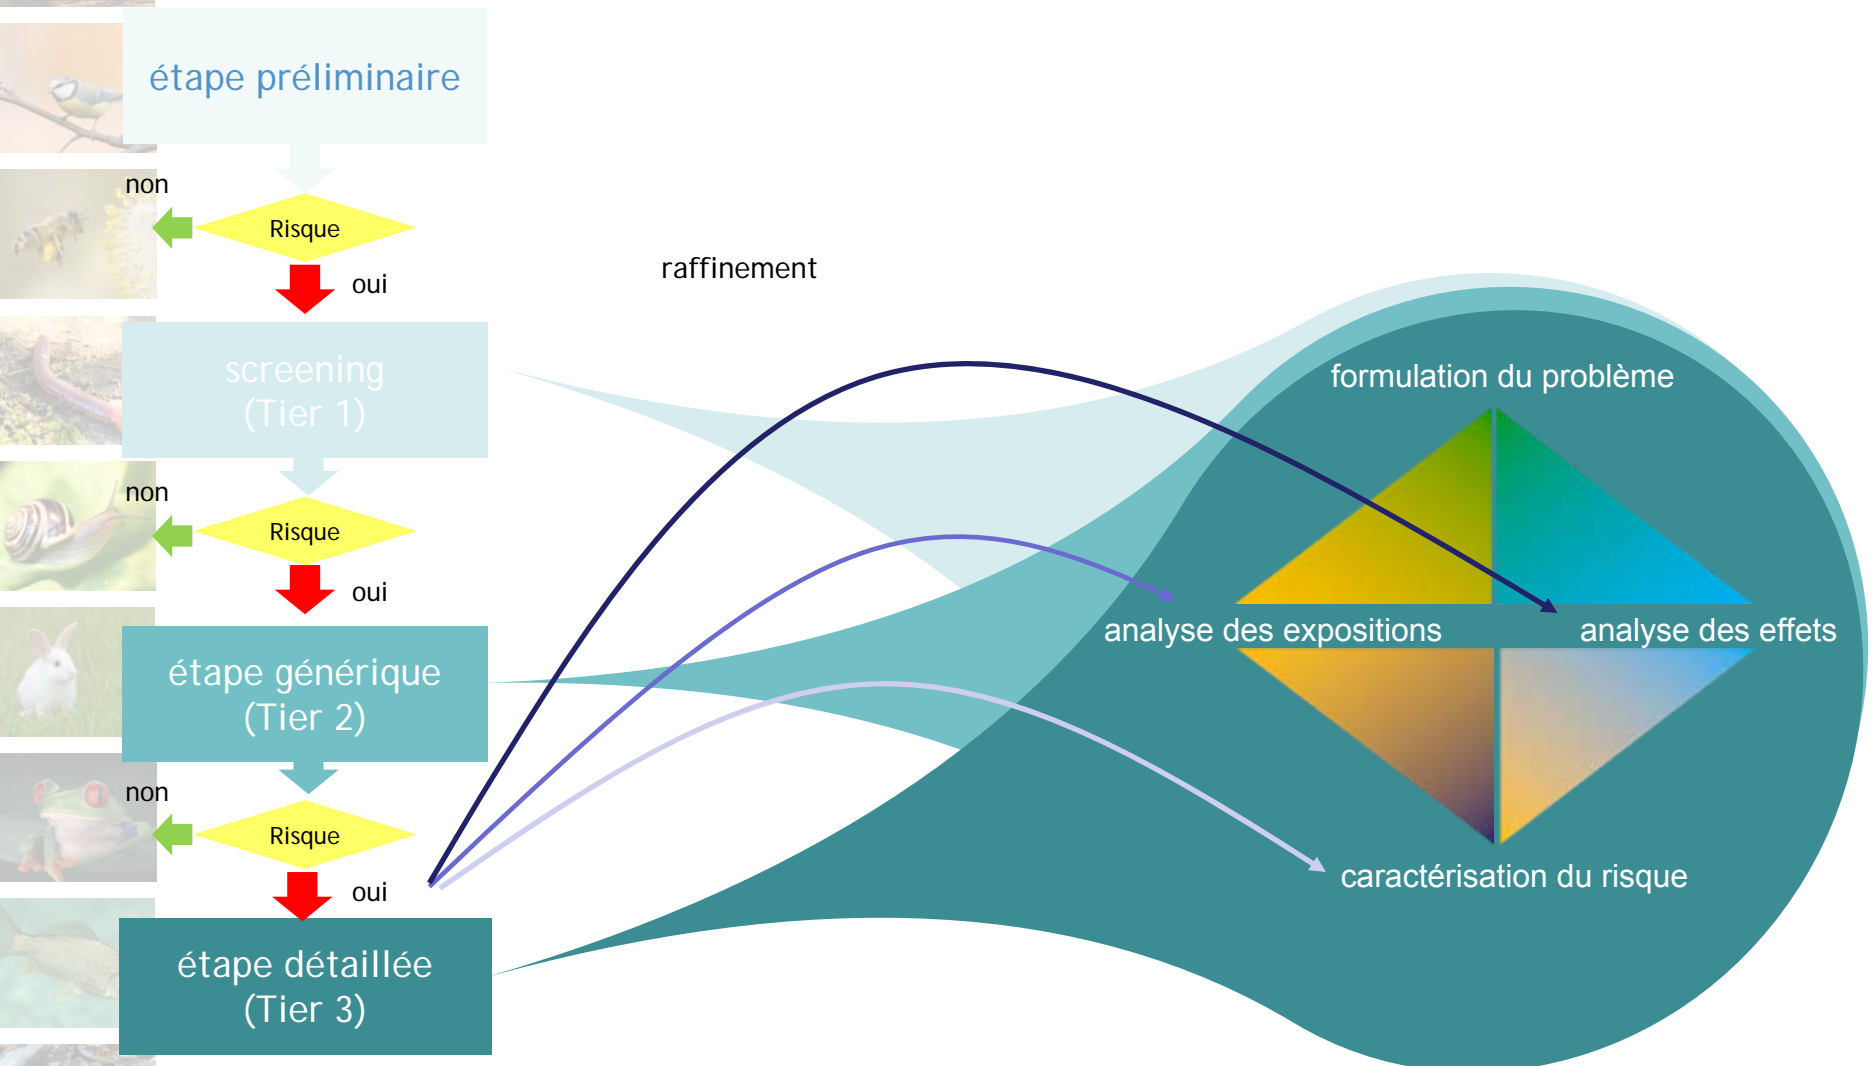 étape préliminaire
non
Risque
oui
raffinement
screening
(Tier 1)
non
Risque
oui
étape générique
(Tier 2)
non
Risque
oui
étape détaillée
(Tier 3)
formulation du problème
analyse des expositions
analyse des effets
caractérisation du risque